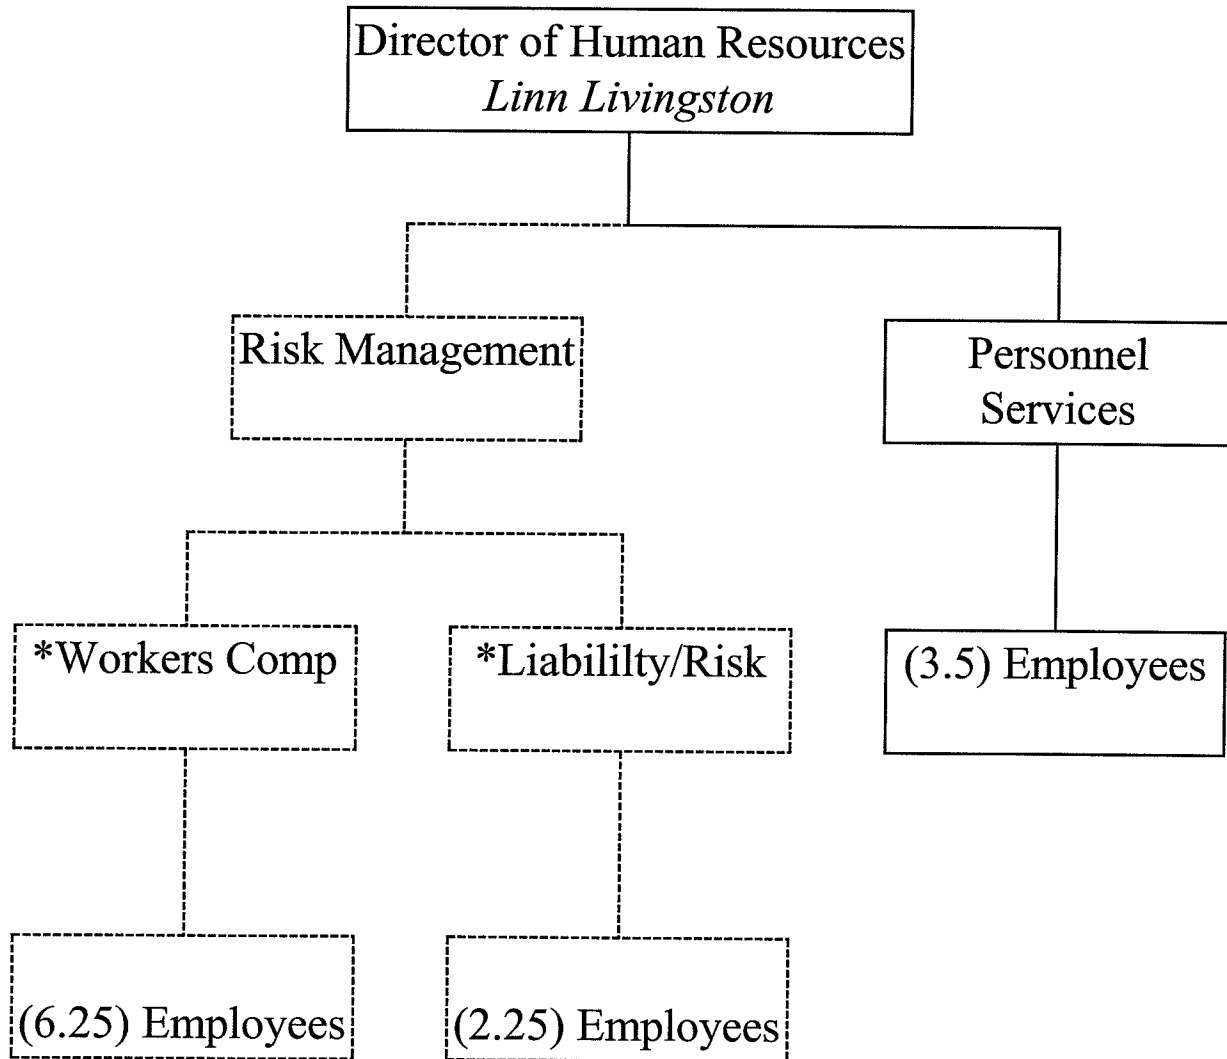 Director of Human Resources
Linn Livingston
Risk Management
Personnel
Services
*Workers Comp
*Liabililty/Risk
(3.5) Employees
(6.25) Employees
(2.25) Employees